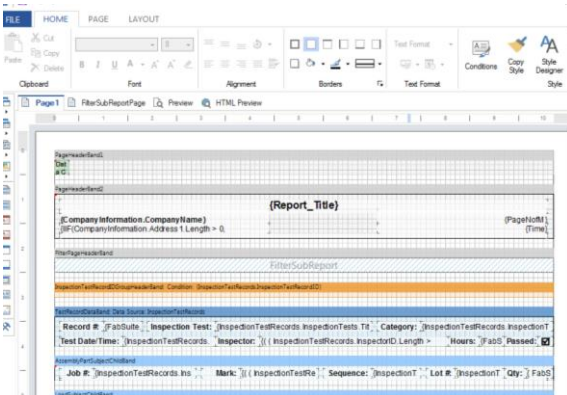 FILE HOME PAGE LAYOUT
Cut
Copy
Paste Delete
B I U A
Text Format
Conditions Copy Style Style Designer
Clipboard Font Alignment Borders Text Format Style
Page1 FilterSubReportPage Preview HTML Preview
PageHeaderBand1
Dat
a C
PageHeaderBand2
{Report_Title}
{Company Information.CompanyName} {PageNofM}
{IIF(CompanyInformation.Address1.Length > 0, {Time}
FilterPageHeaderBand
FilterSubReport
InspectionTestRecordIDGroupHeaderBand; Condition: {InspectionTestRecords.InspectionTestRecordID}
TestRecordDataBand; Data Source: InspectionTestRecords
Record #: {FabSuite. Inspection Test: {InspectionTestRecords.InspectionTests.Tit Category: {InspectionTestRecords.InspectionT
Test Date/Time: {InspectionTestRecords. Inspector: {(( InspectionTestRecords.InspectorID.Length > Hours: {FabS Passed:
AssemblyPartSubjectChildBand
Job #: {InspectionTestRecords.Ins Mark: {(( InspectionTestRe Sequence: {InspectionT Lot #: {InspectionT Qty: { FabS